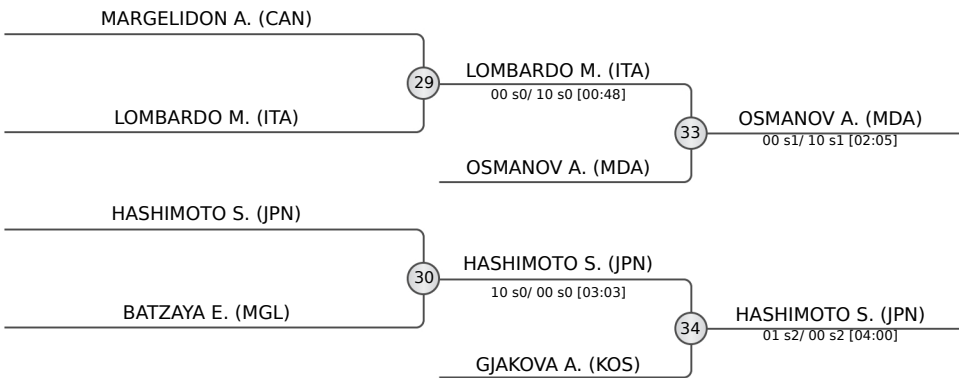 MARGELIDON A. (CAN)
29
LOMBARDO M. (ITA)
00 s0/ 10 s0 [00:48]
LOMBARDO M. (ITA)
33
OSMANOV A. (MDA)
00 s1/ 10 s1 [02:05]
OSMANOV A. (MDA)
HASHIMOTO S. (JPN)
30
HASHIMOTO S. (JPN)
10 s0/ 00 s0 [03:03]
BATZAYA E. (MGL)
34
HASHIMOTO S. (JPN)
01 s2/ 00 s2 [04:00]
GJAKOVA A. (KOS)